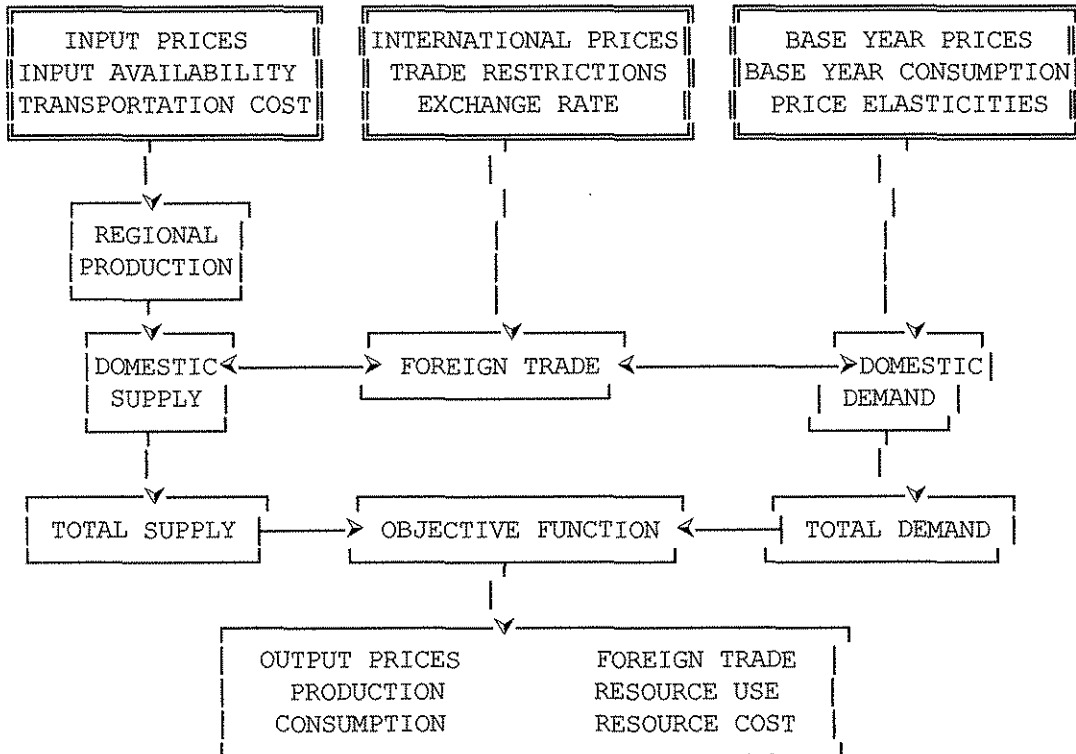 INPUT PRICES
INPUT AVAILABILITY
TRANSPORTATION COST
INTERNATIONAL PRICES
TRADE RESTRICTIONS
EXCHANGE RATE
BASE YEAR PRICES
BASE YEAR CONSUMPTION
PRICE ELASTICITIES
REGIONAL
PRODUCTION
DOMESTIC
SUPPLY
FOREIGN TRADE
DOMESTIC
DEMAND
TOTAL SUPPLY
OBJECTIVE FUNCTION
TOTAL DEMAND
OUTPUT PRICES
PRODUCTION
CONSUMPTION
FOREIGN TRADE
RESOURCE USE
RESOURCE COST